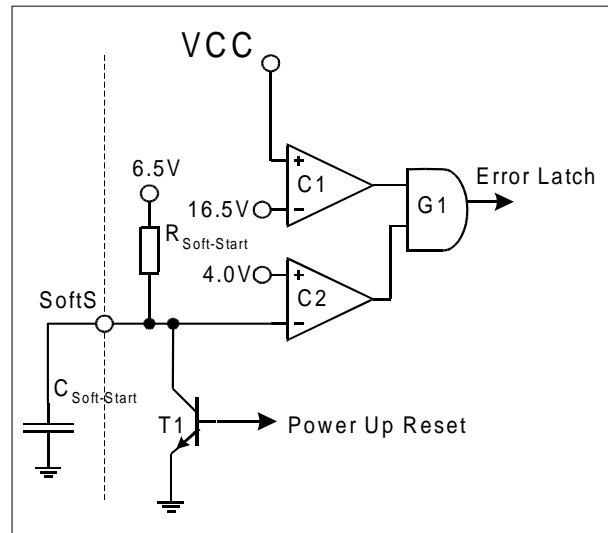 VCC
6.5V
C1
Error Latch
G1
16.5V
R Soft-Start
4.0V
C2
SoftS
C Soft-Start
T1
Power Up Reset
+
-
+
-